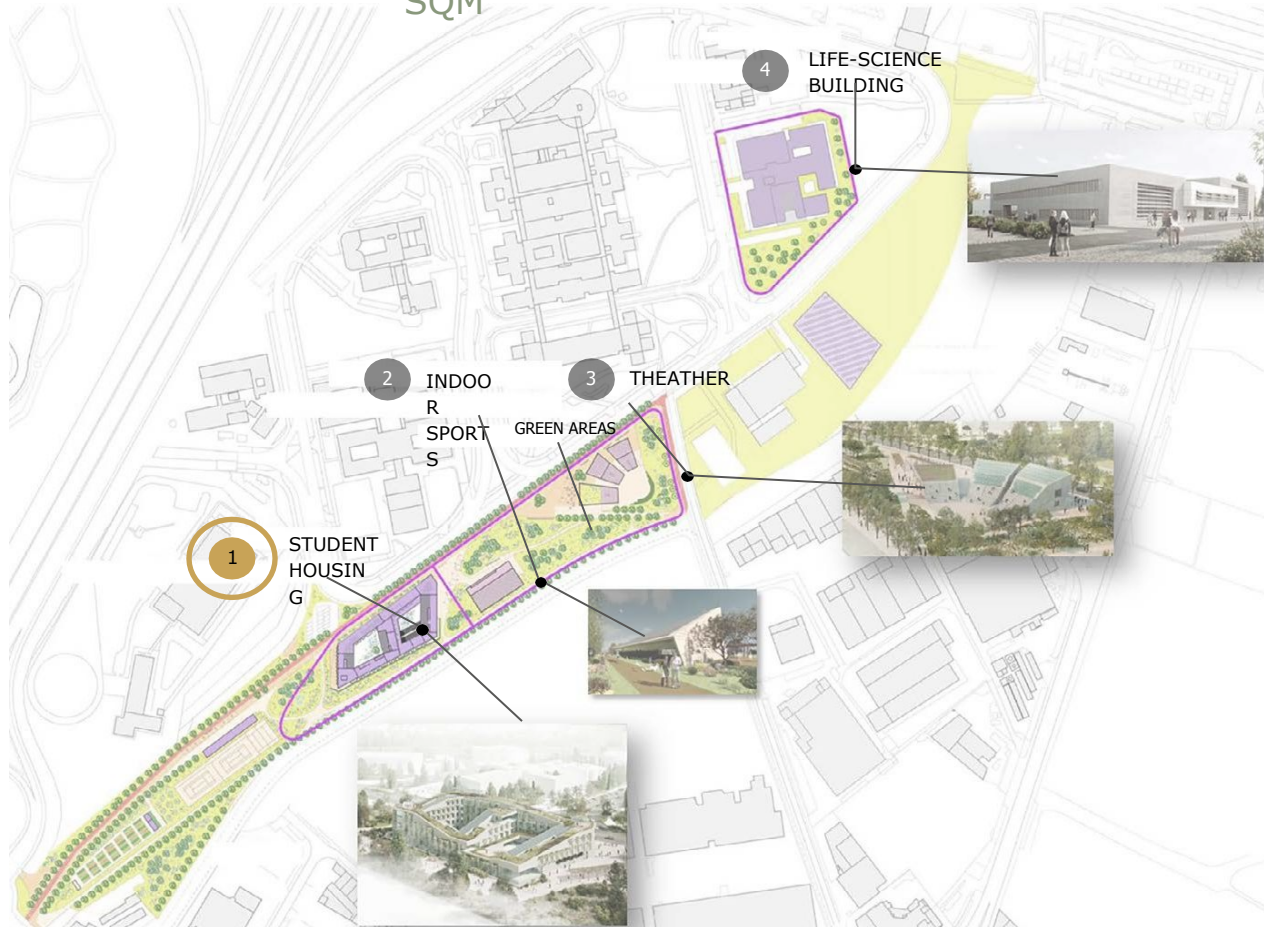 SQM
4
LIFE-SCIENCE
BUILDING
2
INDOO
R
SPORT
S
3
THEATHER
GREEN AREAS
1
STUDENT
HOUSIN
G